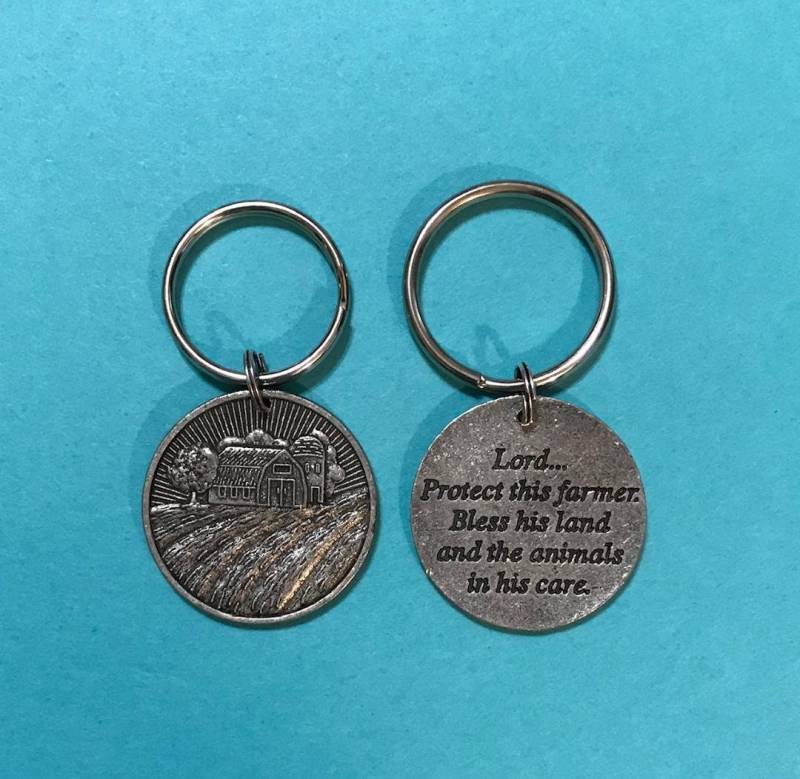 Lord...
Protect this farmer.
Bless his land
and the animals
in his care.